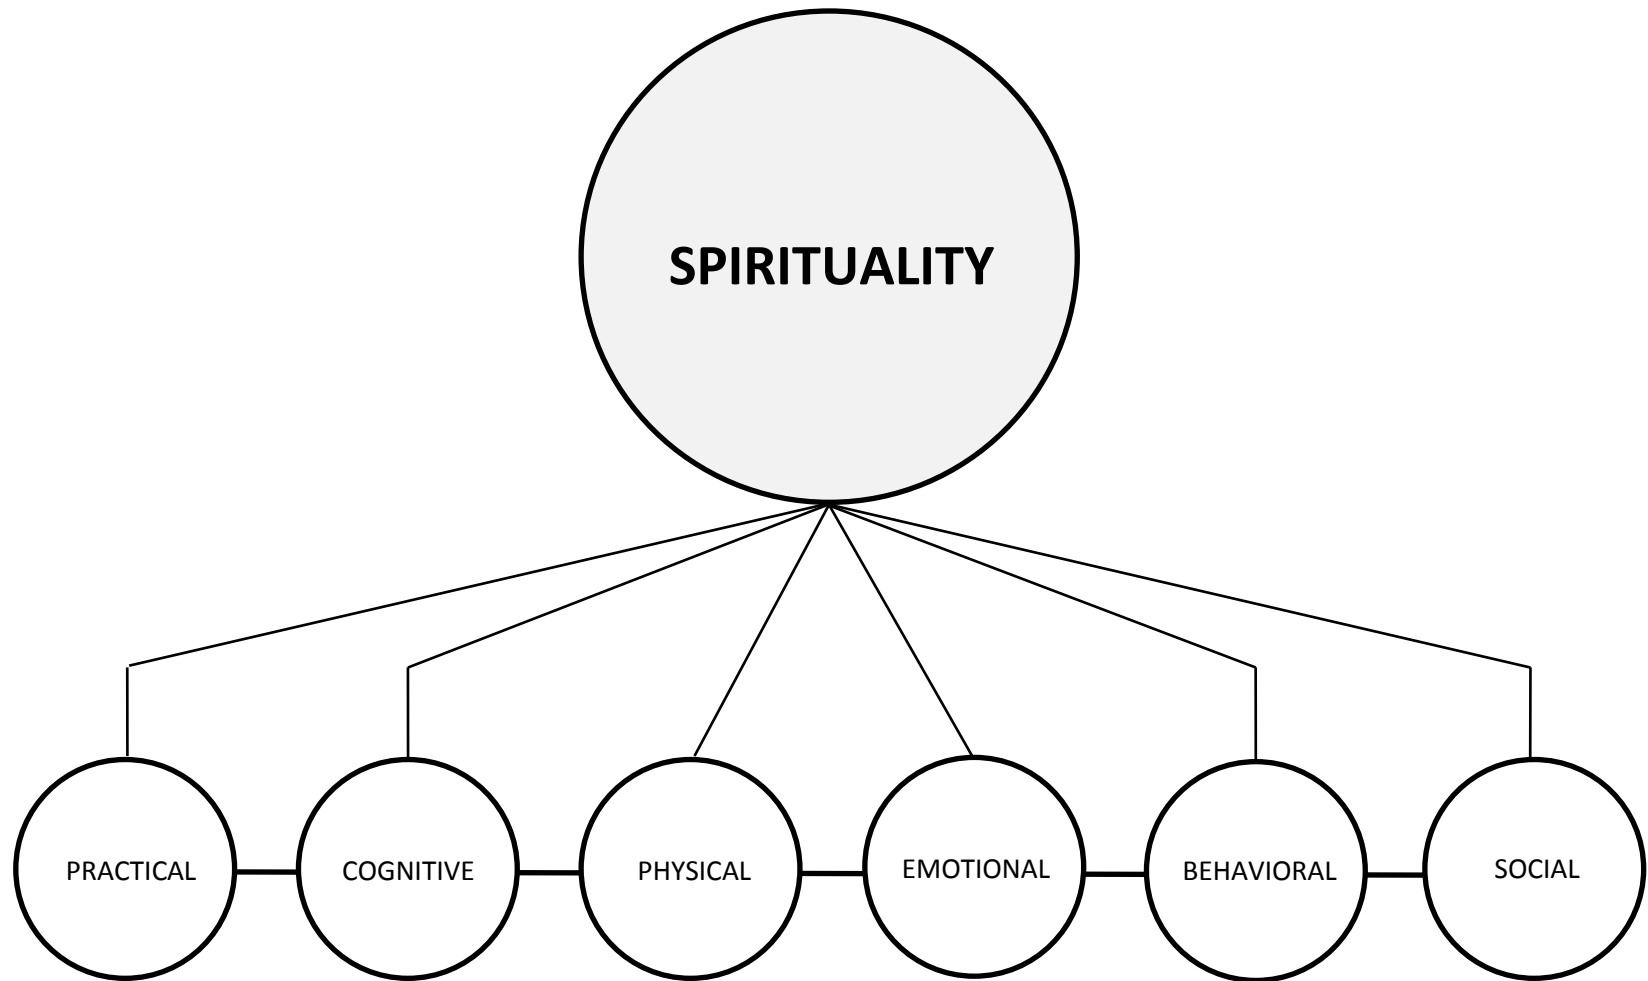 SPIRITUALITY
PRACTICAL
COGNITIVE
PHYSICAL
EMOTIONAL
BEHAVIORAL
SOCIAL